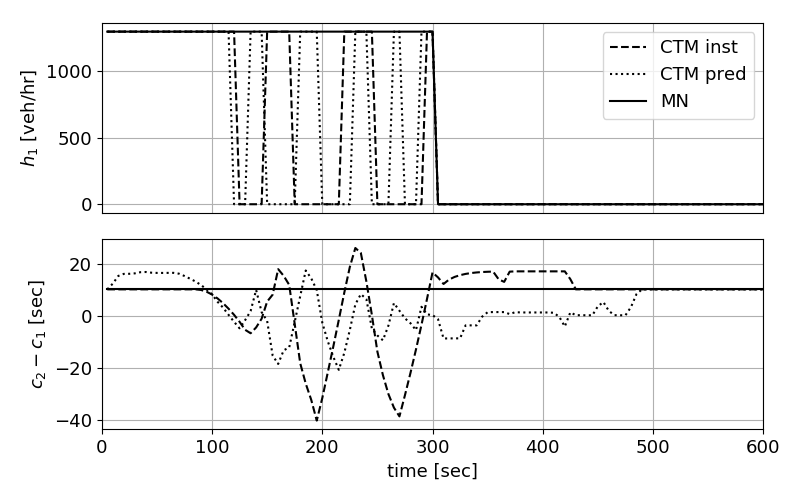 h₁ [veh/hr]
1000
500
0
CTM inst
CTM pred
MN
c₂ − c₁ [sec]
20
0
−20
−40
0 100 200 300 400 500 600
time [sec]